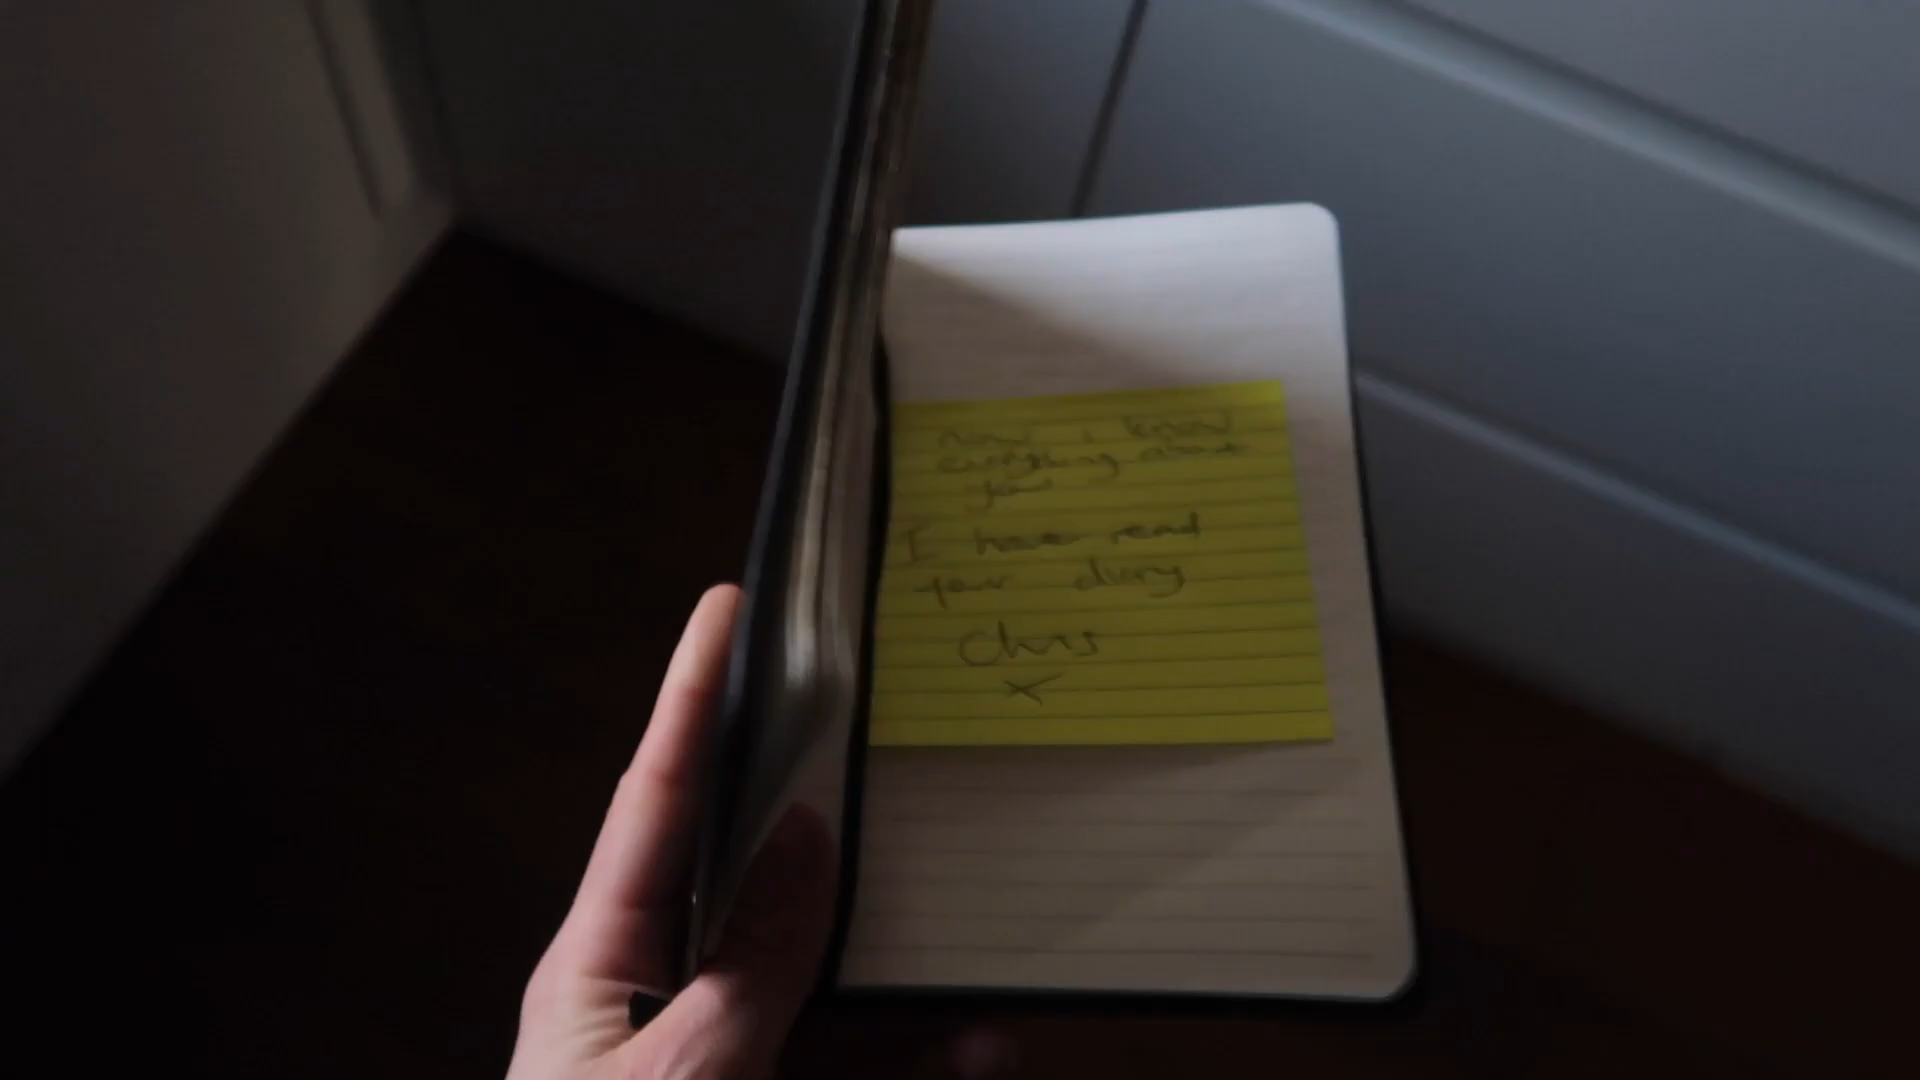 now i know
everything about
you
I have read
your diary
Chris
X